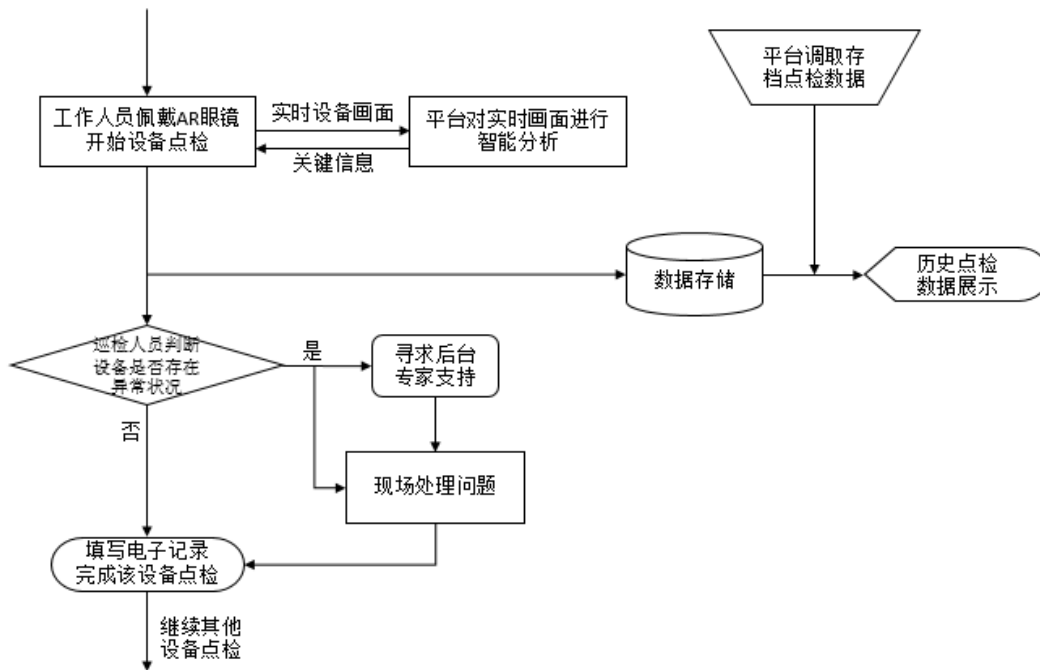 平台调取存
档点检数据
工作人员佩戴AR眼镜
开始设备点检
实时设备画面
关键信息
平台对实时画面进行
智能分析
数据存储
历史点检
数据展示
巡检人员判断
设备是否存在
异常状况
是
否
寻求后台
专家支持
现场处理问题
填写电子记录
完成该设备点检
继续其他
设备点检